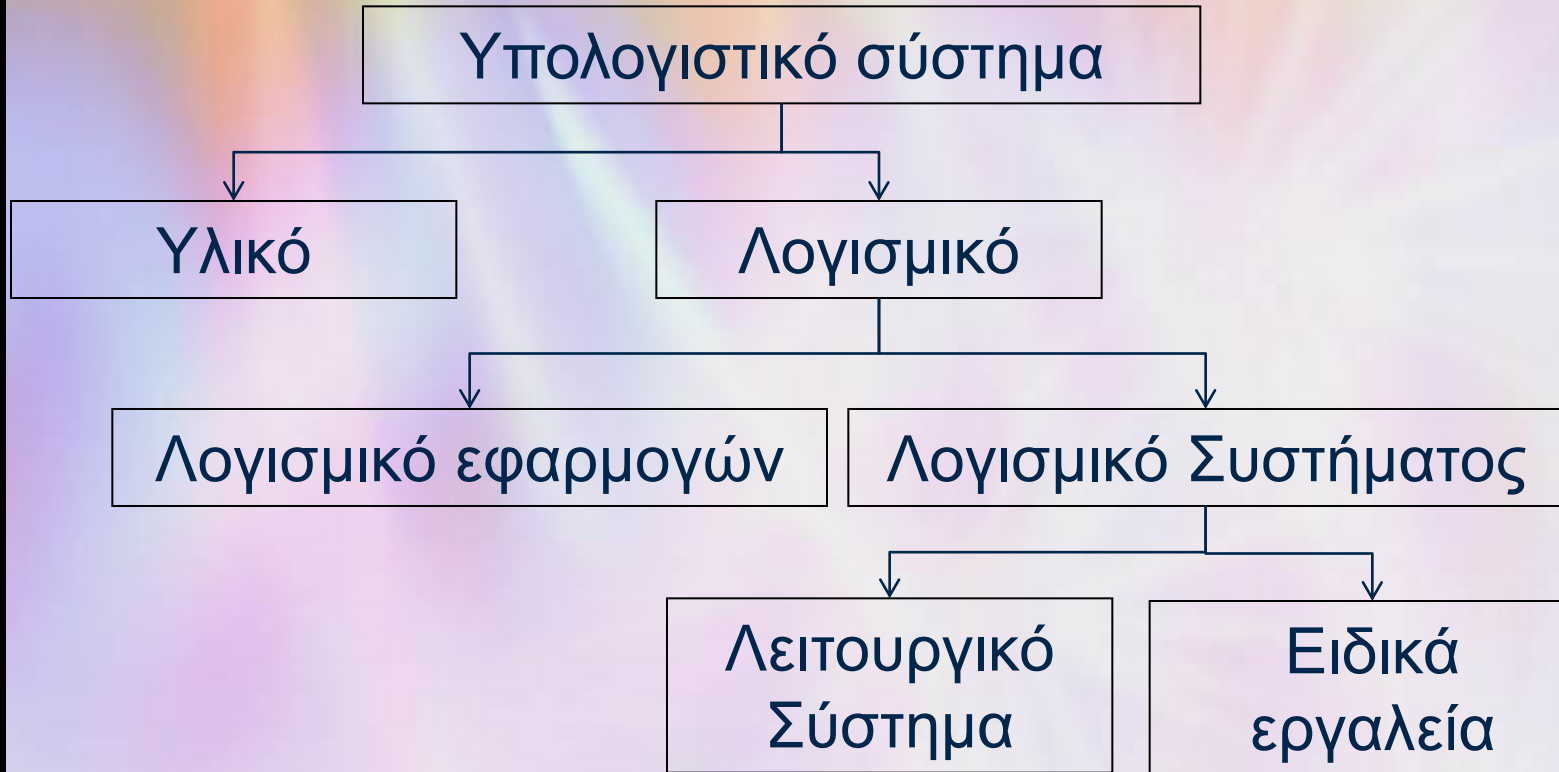 Υπολογιστικό σύστημα
Υλικό
Λογισμικό
Λογισμικό εφαρμογών
Λογισμικό Συστήματος
Λειτουργικό
Σύστημα
Ειδικά
εργαλεία